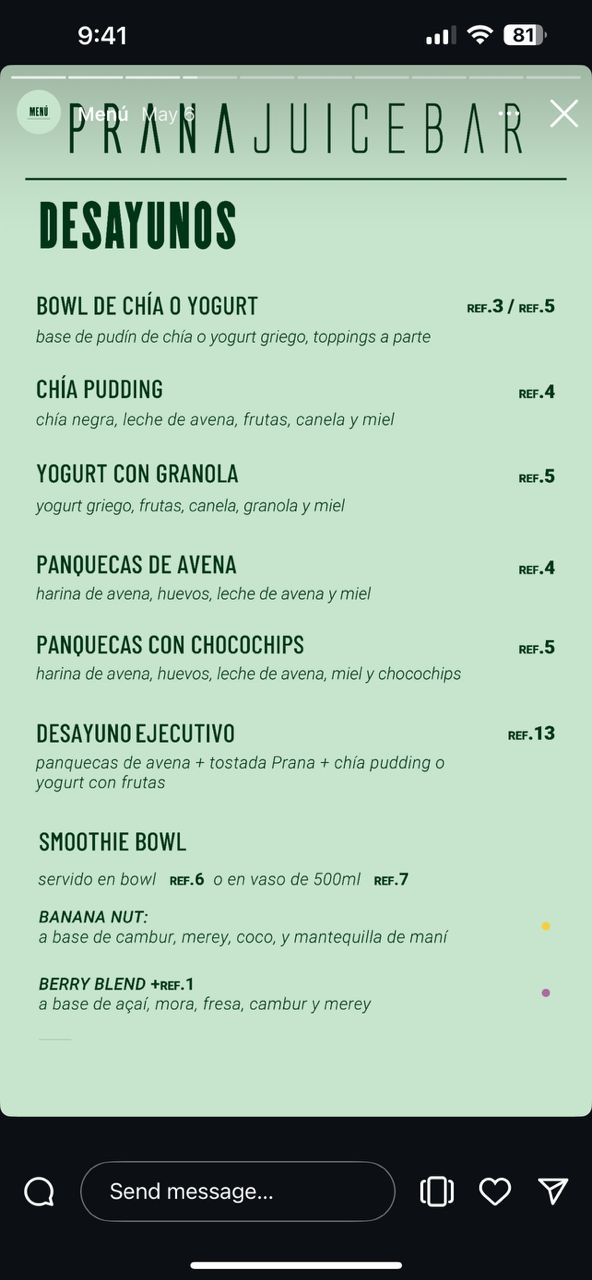 9:41
81
MENÚ
Menú May 6
PRANAJUICEBAR
DESAYUNOS
BOWL DE CHÍA O YOGURT REF.3 / REF.5
base de pudín de chía o yogurt griego, toppings a parte
CHÍA PUDDING REF.4
chía negra, leche de avena, frutas, canela y miel
YOGURT CON GRANOLA REF.5
yogurt griego, frutas, canela, granola y miel
PANQUECAS DE AVENA REF.4
harina de avena, huevos, leche de avena y miel
PANQUECAS CON CHOCOCHIPS REF.5
harina de avena, huevos, leche de avena, miel y chocochips
DESAYUNO EJECUTIVO REF.13
panquecas de avena + tostada Prana + chía pudding o
yogurt con frutas
SMOOTHIE BOWL
servido en bowl REF.6 o en vaso de 500ml REF.7
BANANA NUT:
a base de cambur, merey, coco, y mantequilla de maní
BERRY BLEND +REF.1
a base de açaí, mora, fresa, cambur y merey
Send message...